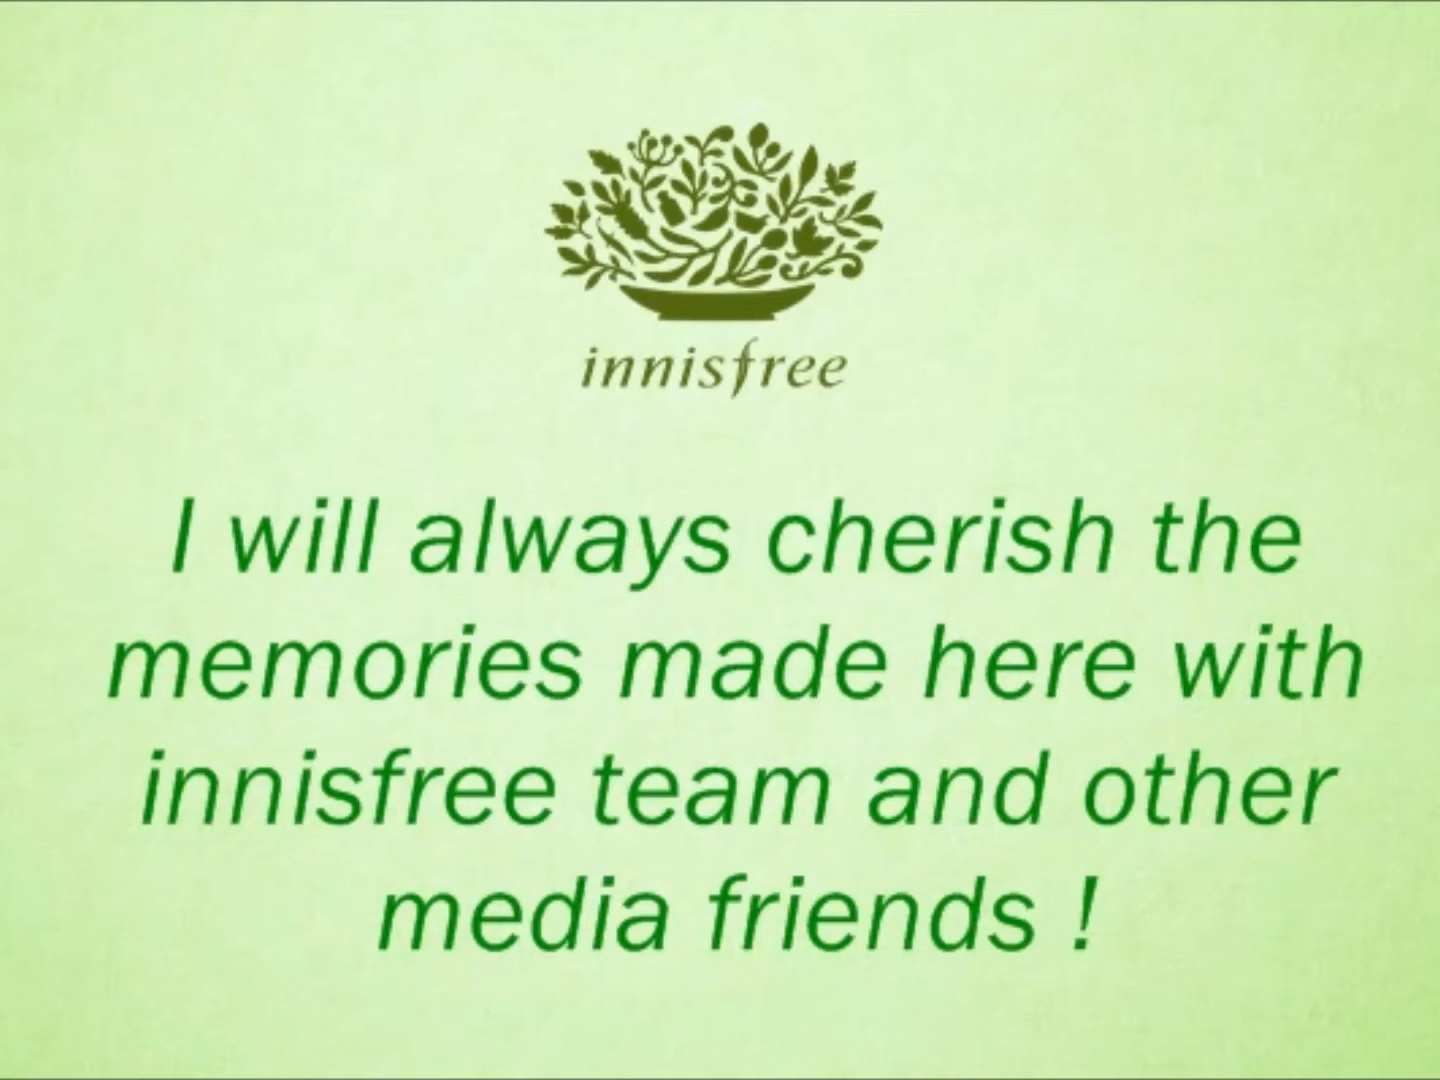 innisfree
I will always cherish the
memories made here with
innisfree team and other
media friends !